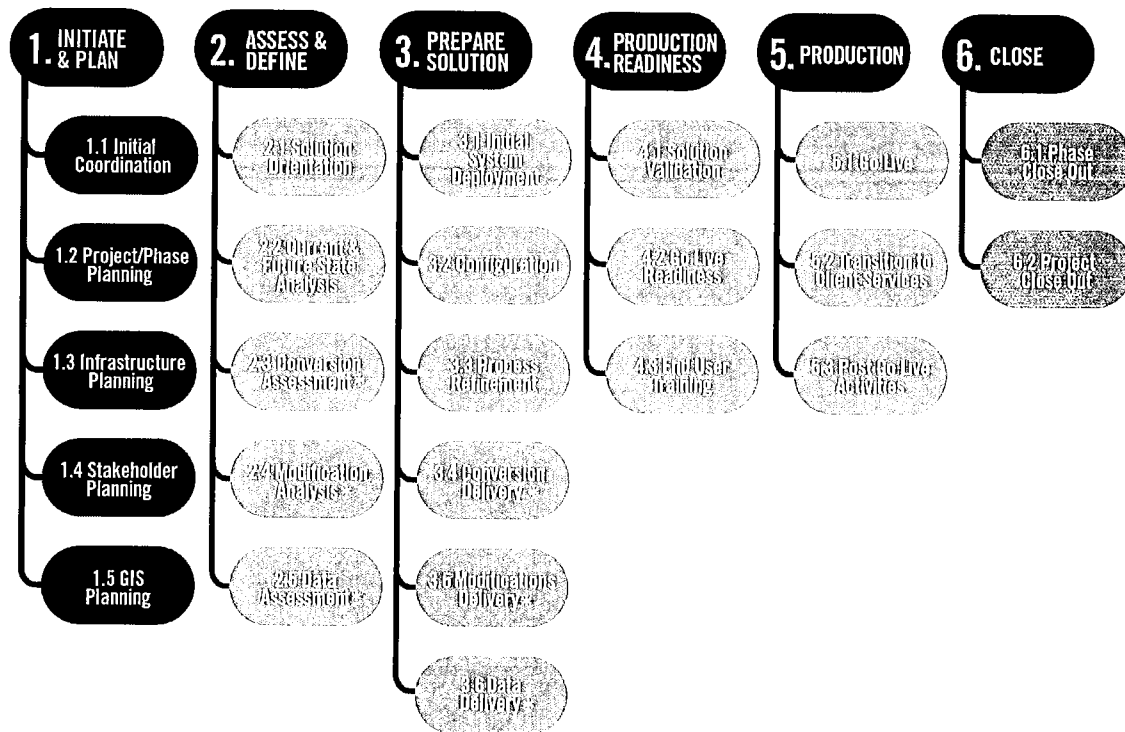 1. INITIATE
& PLAN
1.1 Initial
Coordination
1.2 Project/Phase
Planning
1.3 Infrastructure
Planning
1.4 Stakeholder
Planning
1.5 GIS
Planning
2. ASSESS &
DEFINE
2.1 Solution
Orientation
2.2 Current &
Future State
Analysis
2.3 Conversion
Assessment *
2.4 Modification
Analysis *
2.5 Data
Assessment *
3. PREPARE
SOLUTION
3.1 Initial
System
Deployment
3.2 Configuration
3.3 Process
Refinement
3.4 Conversion
Delivery *
Modifications
Delivery *
3.6 Data
Delivery *
4. PRODUCTION
READINESS
4.1 Solution
Validation
4.2 Go-Live
Readiness
4.3 End User
Training
5. PRODUCTION
Go-Live
5.2 Transition to
Client Services
5.3 Post Go-Live
Activities
6. CLOSE
6.1 Phase
Close Out
6.2 Project
Close Out